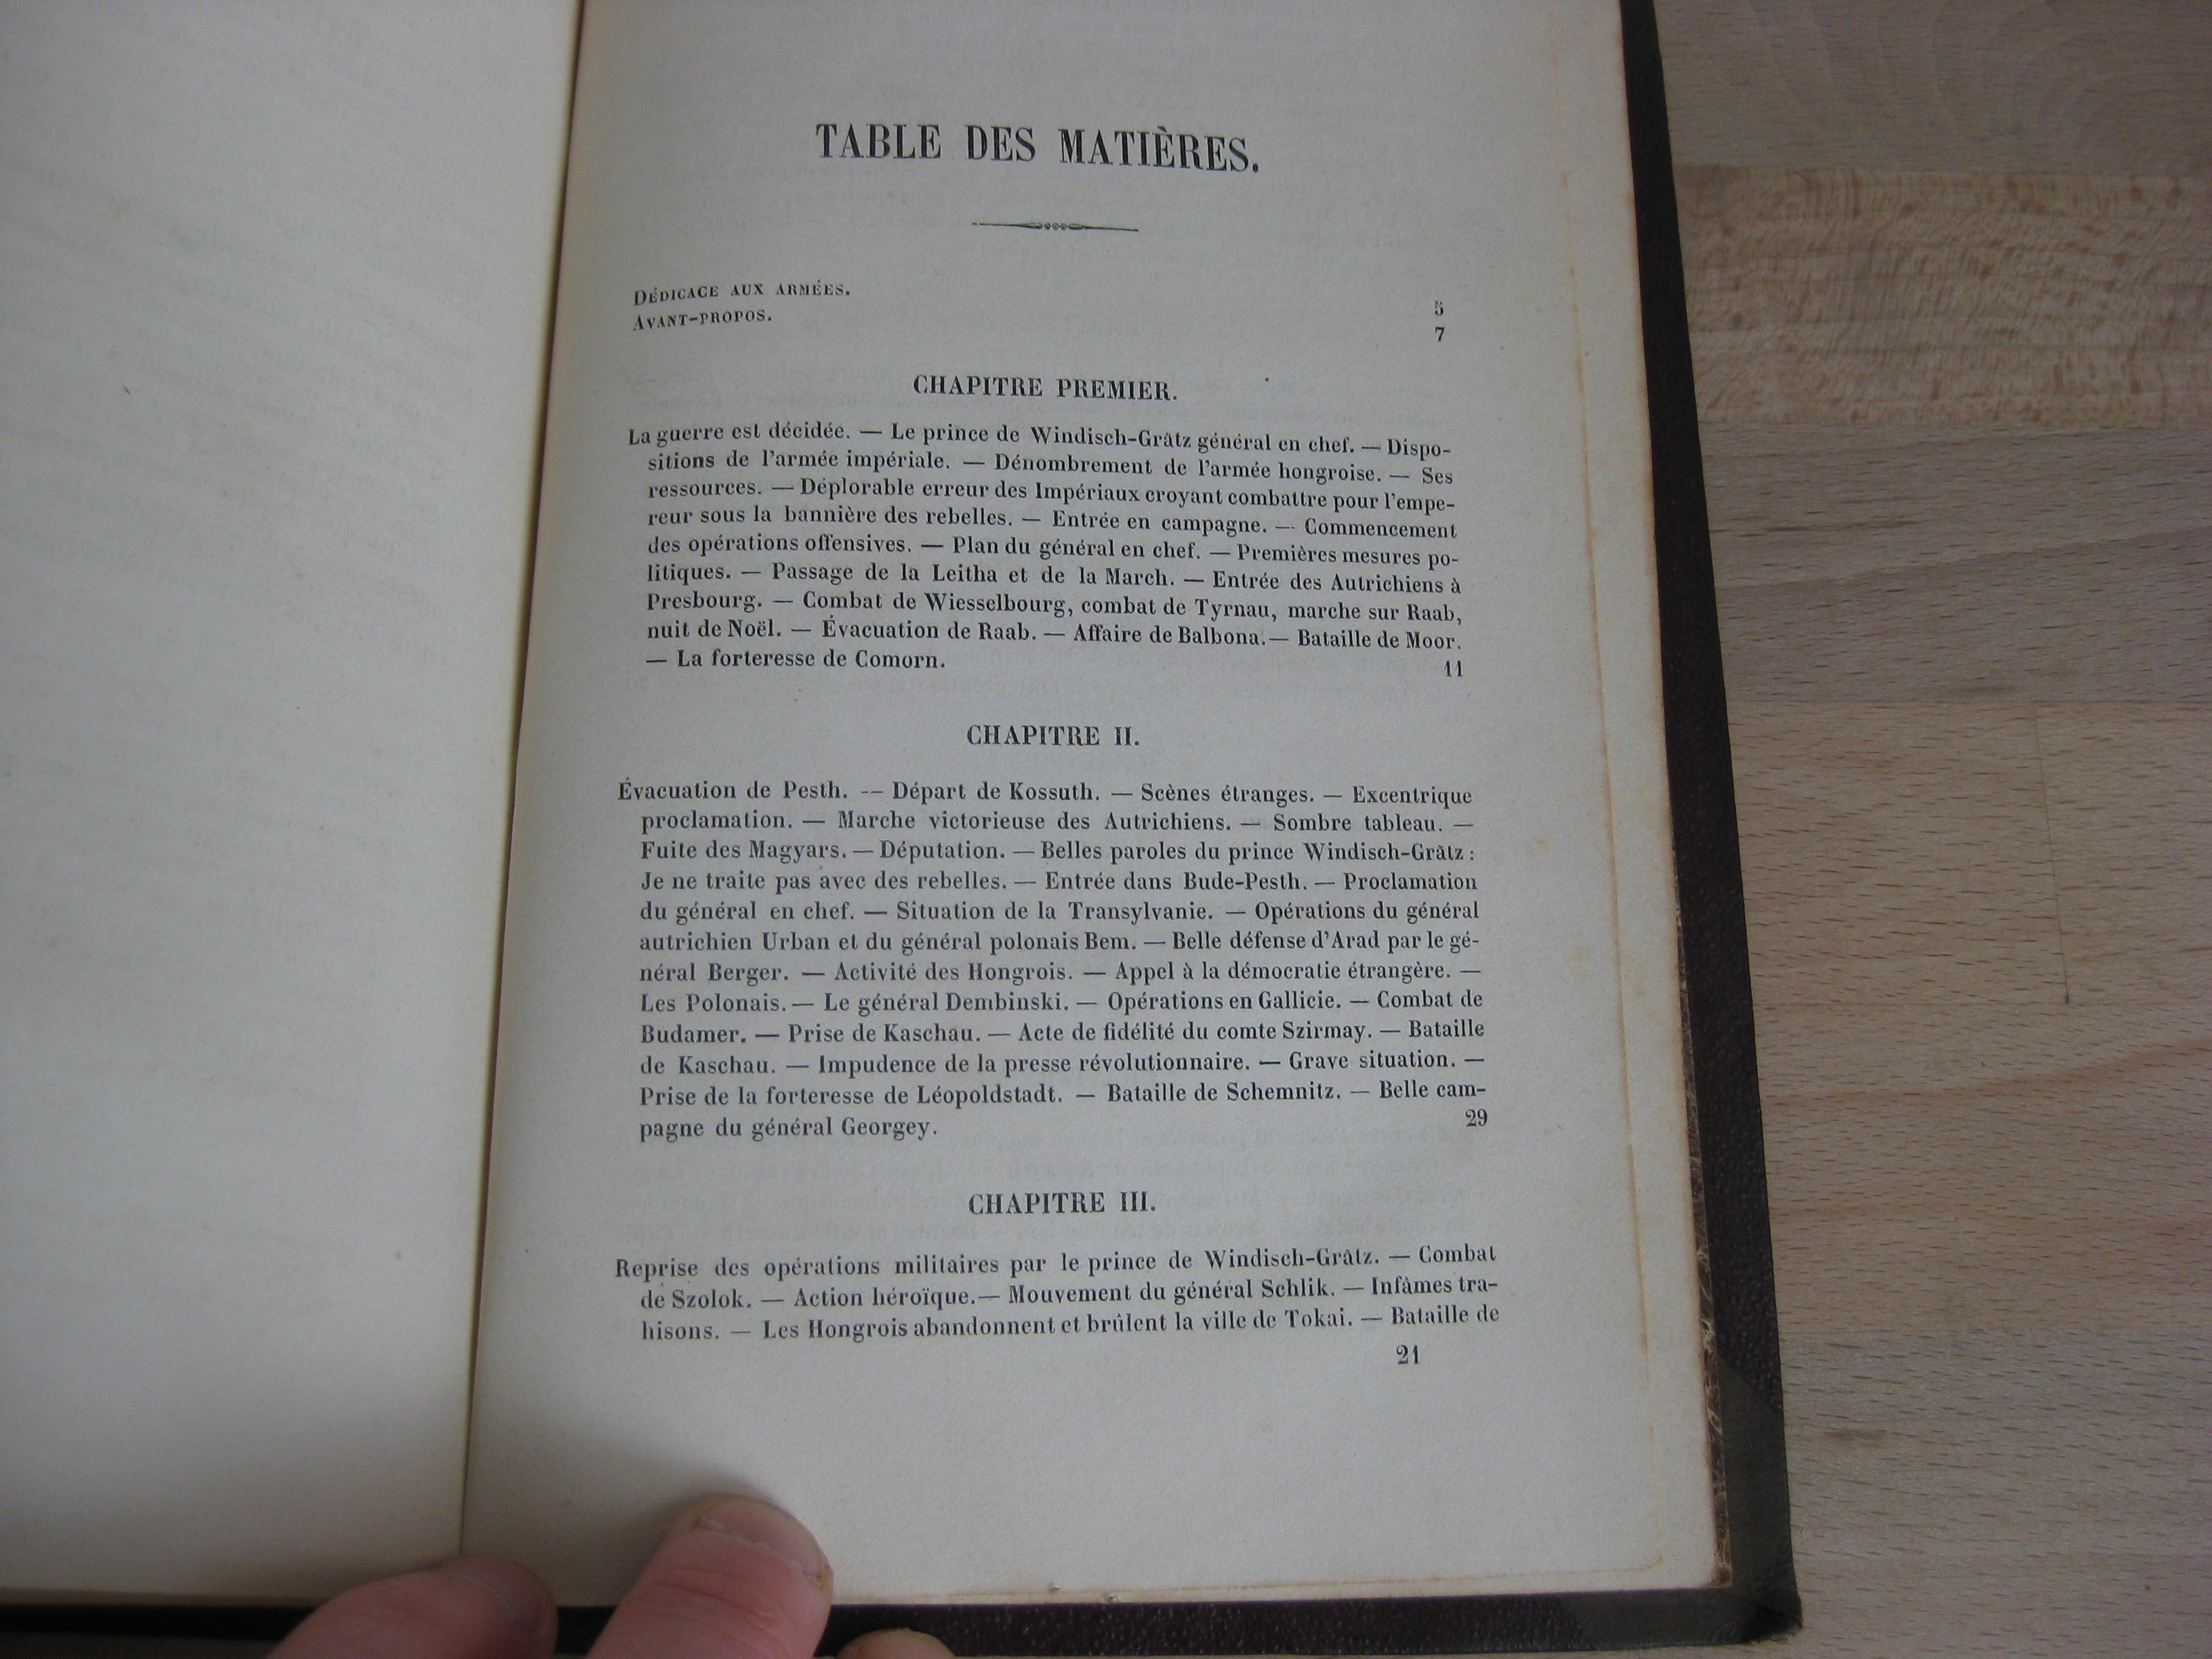 TABLE DES MATIÈRES.
DÉDICACE AUX ARMÉES. 5
AVANT-PROPOS. 7
CHAPITRE PREMIER.
La guerre est décidée. — Le prince de Windisch-Grätz général en chef. — Dispo-
sitions de l'armée impériale. — Dénombrement de l'armée hongroise. — Ses
ressources. — Déplorable erreur des Impériaux croyant combattre pour l'empe-
reur sous la bannière des rebelles. — Entrée en campagne. — Commencement
des opérations offensives. — Plan du général en chef. — Premières mesures po-
litiques. — Passage de la Leitha et de la March. — Entrée des Autrichiens à
Presbourg. — Combat de Wiesselbourg, combat de Tyrnau, marche sur Raab,
nuit de Noël. — Évacuation de Raab. — Affaire de Balbona. — Bataille de Moor.
— La forteresse de Comorn. 11
CHAPITRE II.
Évacuation de Pesth. — Départ de Kossuth. — Scènes étranges. — Excentrique
proclamation. — Marche victorieuse des Autrichiens. — Sombre tableau. —
Fuite des Magyars. — Députation. — Belles paroles du prince Windisch-Grätz :
Je ne traite pas avec des rebelles. — Entrée dans Bude-Pesth. — Proclamation
du général en chef. — Situation de la Transylvanie. — Opérations du général
autrichien Urban et du général polonais Bem. — Belle défense d'Arad par le gé-
néral Berger. — Activité des Hongrois. — Appel à la démocratie étrangère. —
Les Polonais. — Le général Dembinski. — Opérations en Gallicie. — Combat de
Budamer. — Prise de Kaschau. — Acte de fidélité du comte Szirmay. — Bataille
de Kaschau. — Impudence de la presse révolutionnaire. — Grave situation. —
Prise de la forteresse de Léopoldstadt. — Bataille de Schemnitz. — Belle cam-
pagne du général Georgey. 29
CHAPITRE III.
Reprise des opérations militaires par le prince de Windisch-Grätz. — Combat
de Szolok. — Action héroïque. — Mouvement du général Schlik. — Infâmes tra-
hisons. — Les Hongrois abandonnent et brûlent la ville de Tokai. — Bataille de
21